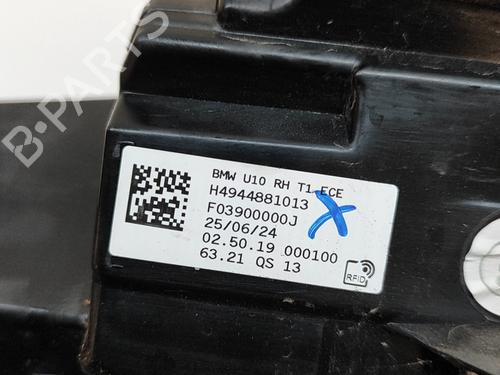 B-PARTS
BMW U10 RH T1 ECE
H4944881013
F03900000J
25/06/24
02.50.19 000100
63.21 QS 13
RFID